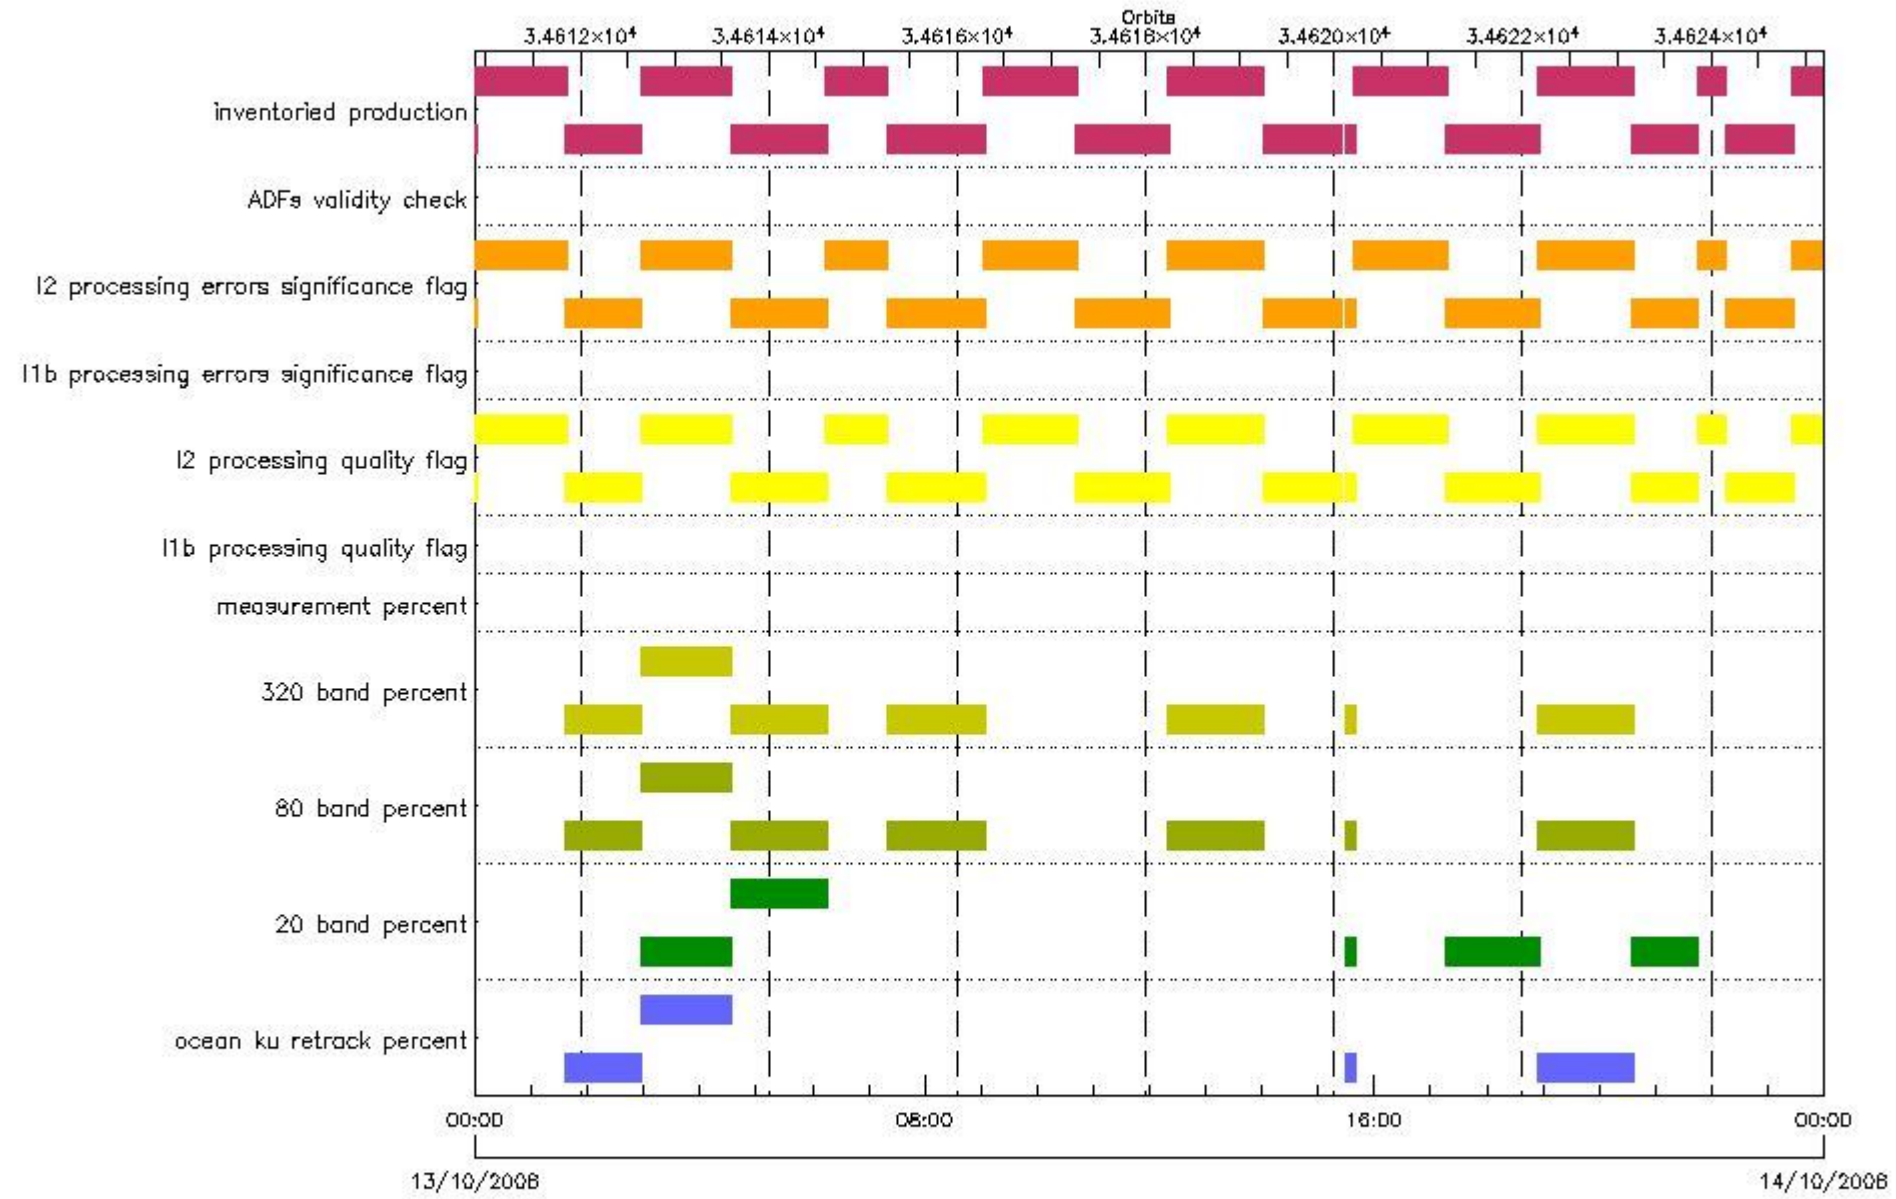 Orbits
3.4612×10⁴ 3.4614×10⁴ 3.4616×10⁴ 3.4618×10⁴ 3.4620×10⁴ 3.4622×10⁴ 3.4624×10⁴
inventoried production
ADFs validity check
l2 processing errors significance flag
l1b processing errors significance flag
l2 processing quality flag
l1b processing quality flag
measurement percent
320 band percent
80 band percent
20 band percent
ocean ku retrack percent
00:00 08:00 16:00 00:00
13/10/2008 14/10/2008